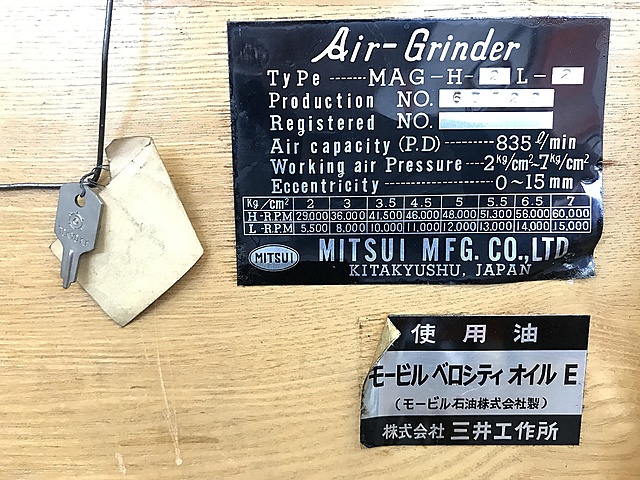 Air-Grinder
Type ------- MAG-H-2L-2
Production NO.
Registered NO.
Air capacity (P.D) -------- 835 ℓ/min
Working air Pressure ---- 2kg/cm²~7kg/cm²
Eccentricity ----------------- 0~15 mm
Kg/cm² 2 3 3.5 4.5 5 5.5 6.5 7
H-R.P.M 29,000 36,000 41,500 46,000 48,000 51,300 56,000 60,000
L-R.P.M 5,500 8,000 10,000 11,000 12,000 13,000 14,000 15,000
MITSUI MITSUI MFG. CO.,LTD.
KITAKYUSHU, JAPAN
使用油
モービル ベロシティ オイル E
(モービル石油株式会社製)
株式会社 三井工作所